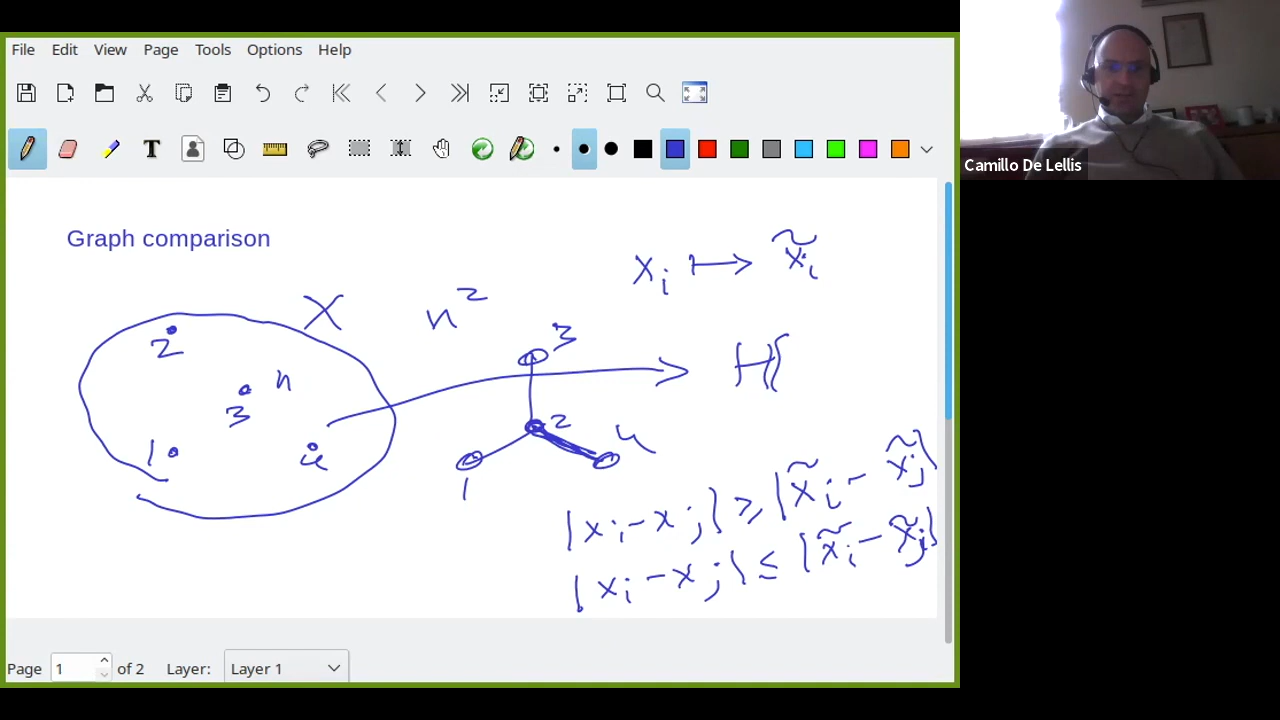 File Edit View Page Tools Options Help
T
Camillo De Lellis
Graph comparison
x_i ↦ x̃_i
X
n²
2
3
n
3
1
4
2
4
1
|x_i - x_j| ≥ |x̃_i - x̃_j|
|x_i - x_j| ≤ |x̃_i - x̃_j|
Page 1 of 2 Layer: Layer 1